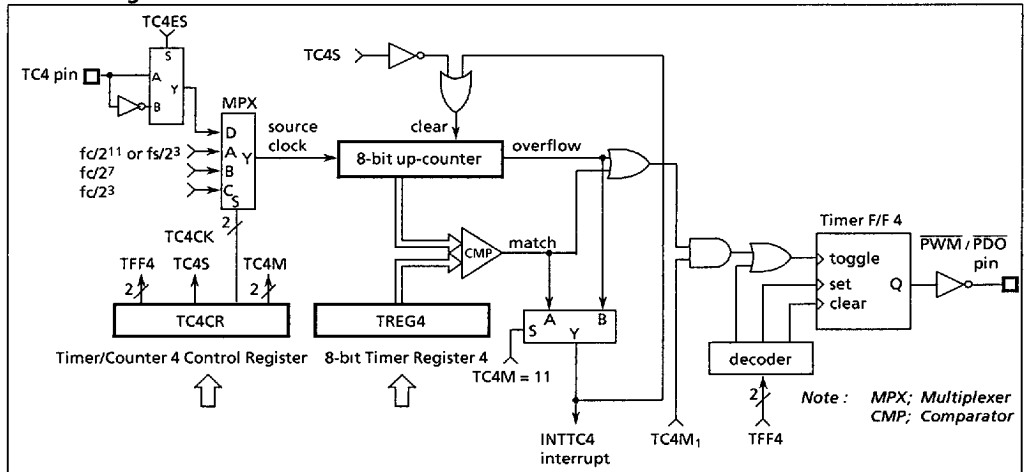 TC4ES
S
TC4 pin
A
Y
B
MPX
D
fc/2¹¹ or fs/2³
A Y
fc/2⁷
B
fc/2³
C
S
source
clock
2
TC4CK
TFF4
TC4S
TC4M
2
2
TC4CR
Timer/Counter 4 Control Register
TC4S
clear
8-bit up-counter
overflow
CMP
match
TREG4
8-bit Timer Register 4
A
B
S
Y
TC4M = 11
INTTC4
interrupt
TC4M₁
Timer F/F 4
toggle
set
Q
clear
P̅W̅M̅ / P̅D̅O̅
pin
decoder
2
TFF4
Note : MPX; Multiplexer
CMP; Comparator